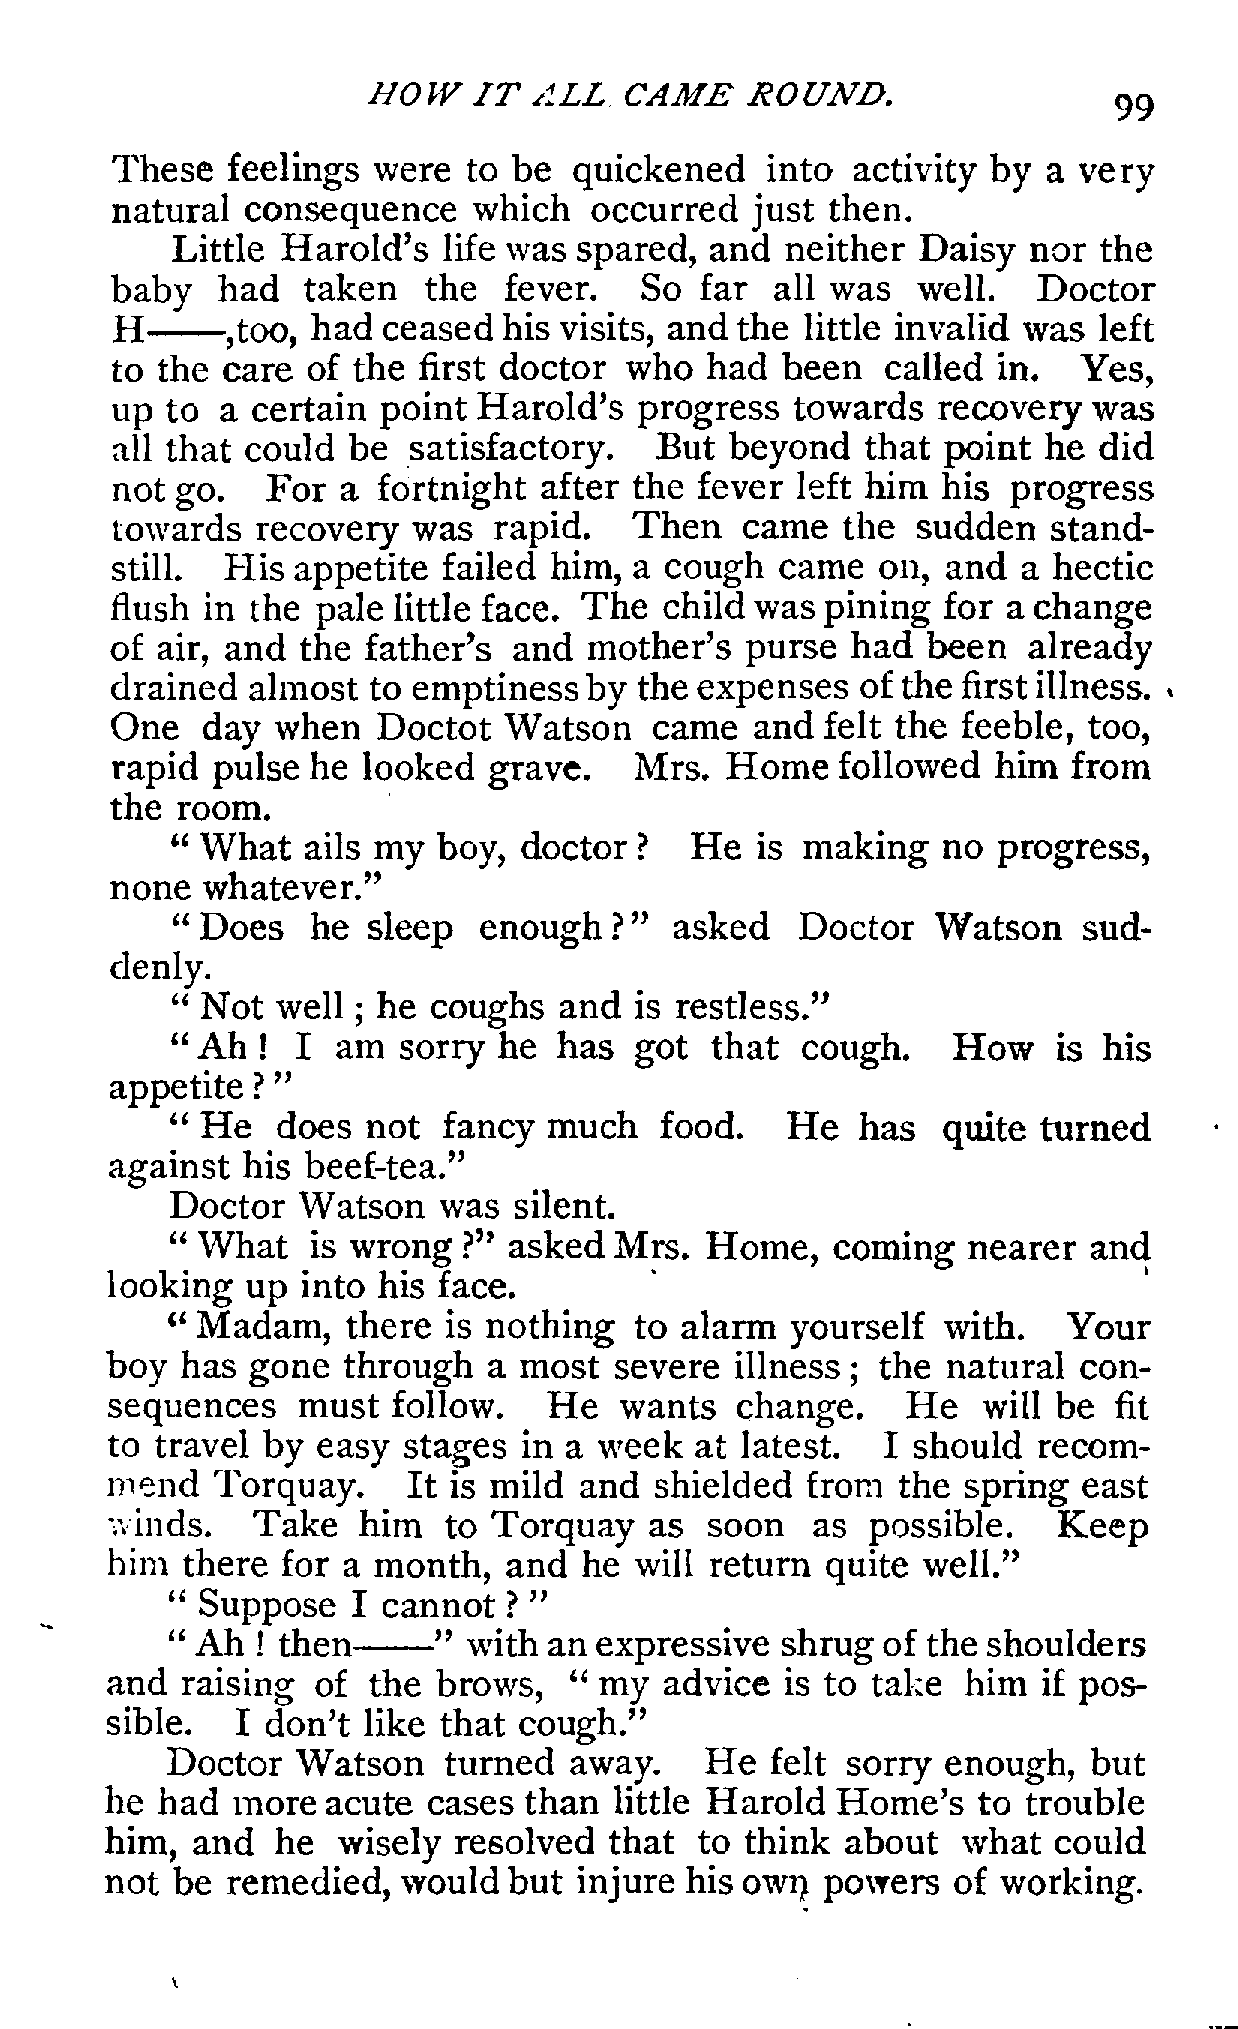 HOW IT ALL CAME ROUND. 99
These feelings were to be quickened into activity by a very
natural consequence which occurred just then.
Little Harold's life was spared, and neither Daisy nor the
baby had taken the fever. So far all was well. Doctor
H——,too, had ceased his visits, and the little invalid was left
to the care of the first doctor who had been called in. Yes,
up to a certain point Harold's progress towards recovery was
all that could be satisfactory. But beyond that point he did
not go. For a fortnight after the fever left him his progress
towards recovery was rapid. Then came the sudden stand-
still. His appetite failed him, a cough came on, and a hectic
flush in the pale little face. The child was pining for a change
of air, and the father's and mother's purse had been already
drained almost to emptiness by the expenses of the first illness.
One day when Doctot Watson came and felt the feeble, too,
rapid pulse he looked grave. Mrs. Home followed him from
the room.
" What ails my boy, doctor ? He is making no progress,
none whatever."
" Does he sleep enough ? " asked Doctor Watson sud-
denly.
" Not well ; he coughs and is restless."
" Ah ! I am sorry he has got that cough. How is his
appetite ? "
" He does not fancy much food. He has quite turned
against his beef-tea."
Doctor Watson was silent.
" What is wrong ?" asked Mrs. Home, coming nearer and
looking up into his face.
" Madam, there is nothing to alarm yourself with. Your
boy has gone through a most severe illness ; the natural con-
sequences must follow. He wants change. He will be fit
to travel by easy stages in a week at latest. I should recom-
mend Torquay. It is mild and shielded from the spring east
winds. Take him to Torquay as soon as possible. Keep
him there for a month, and he will return quite well."
" Suppose I cannot ? "
" Ah ! then——" with an expressive shrug of the shoulders
and raising of the brows, " my advice is to take him if pos-
sible. I don't like that cough."
Doctor Watson turned away. He felt sorry enough, but
he had more acute cases than little Harold Home's to trouble
him, and he wisely resolved that to think about what could
not be remedied, would but injure his own powers of working.